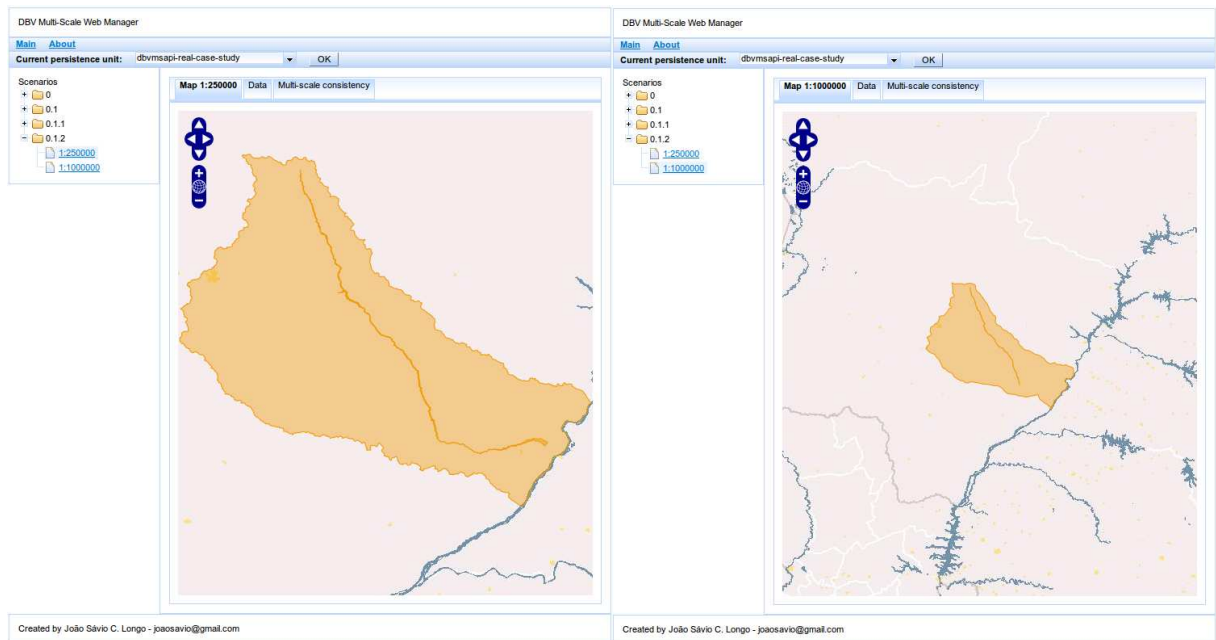 DBV Multi-Scale Web Manager
Main About
Current persistence unit: dbvmsapi-real-case-study OK
Scenarios
0
0.1
0.1.1
0.1.2
1:250000
1:1000000
Map 1:250000 Data Multi-scale consistency
Created by João Sávio C. Longo - joaosavio@gmail.com
DBV Multi-Scale Web Manager
Main About
Current persistence unit: dbvmsapi-real-case-study OK
Scenarios
0
0.1
0.1.1
0.1.2
1:250000
1:1000000
Map 1:1000000 Data Multi-scale consistency
Created by João Sávio C. Longo - joaosavio@gmail.com